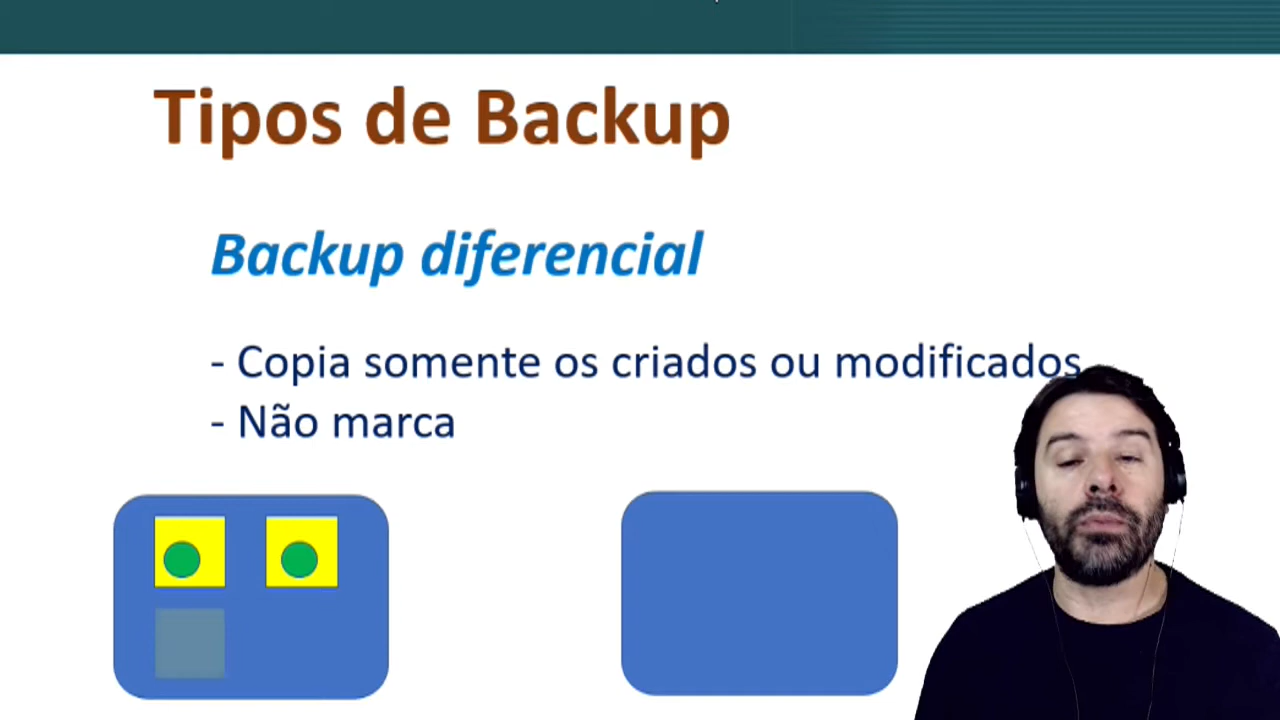 Tipos de Backup
Backup diferencial
- Copia somente os criados ou modificados
- Não marca